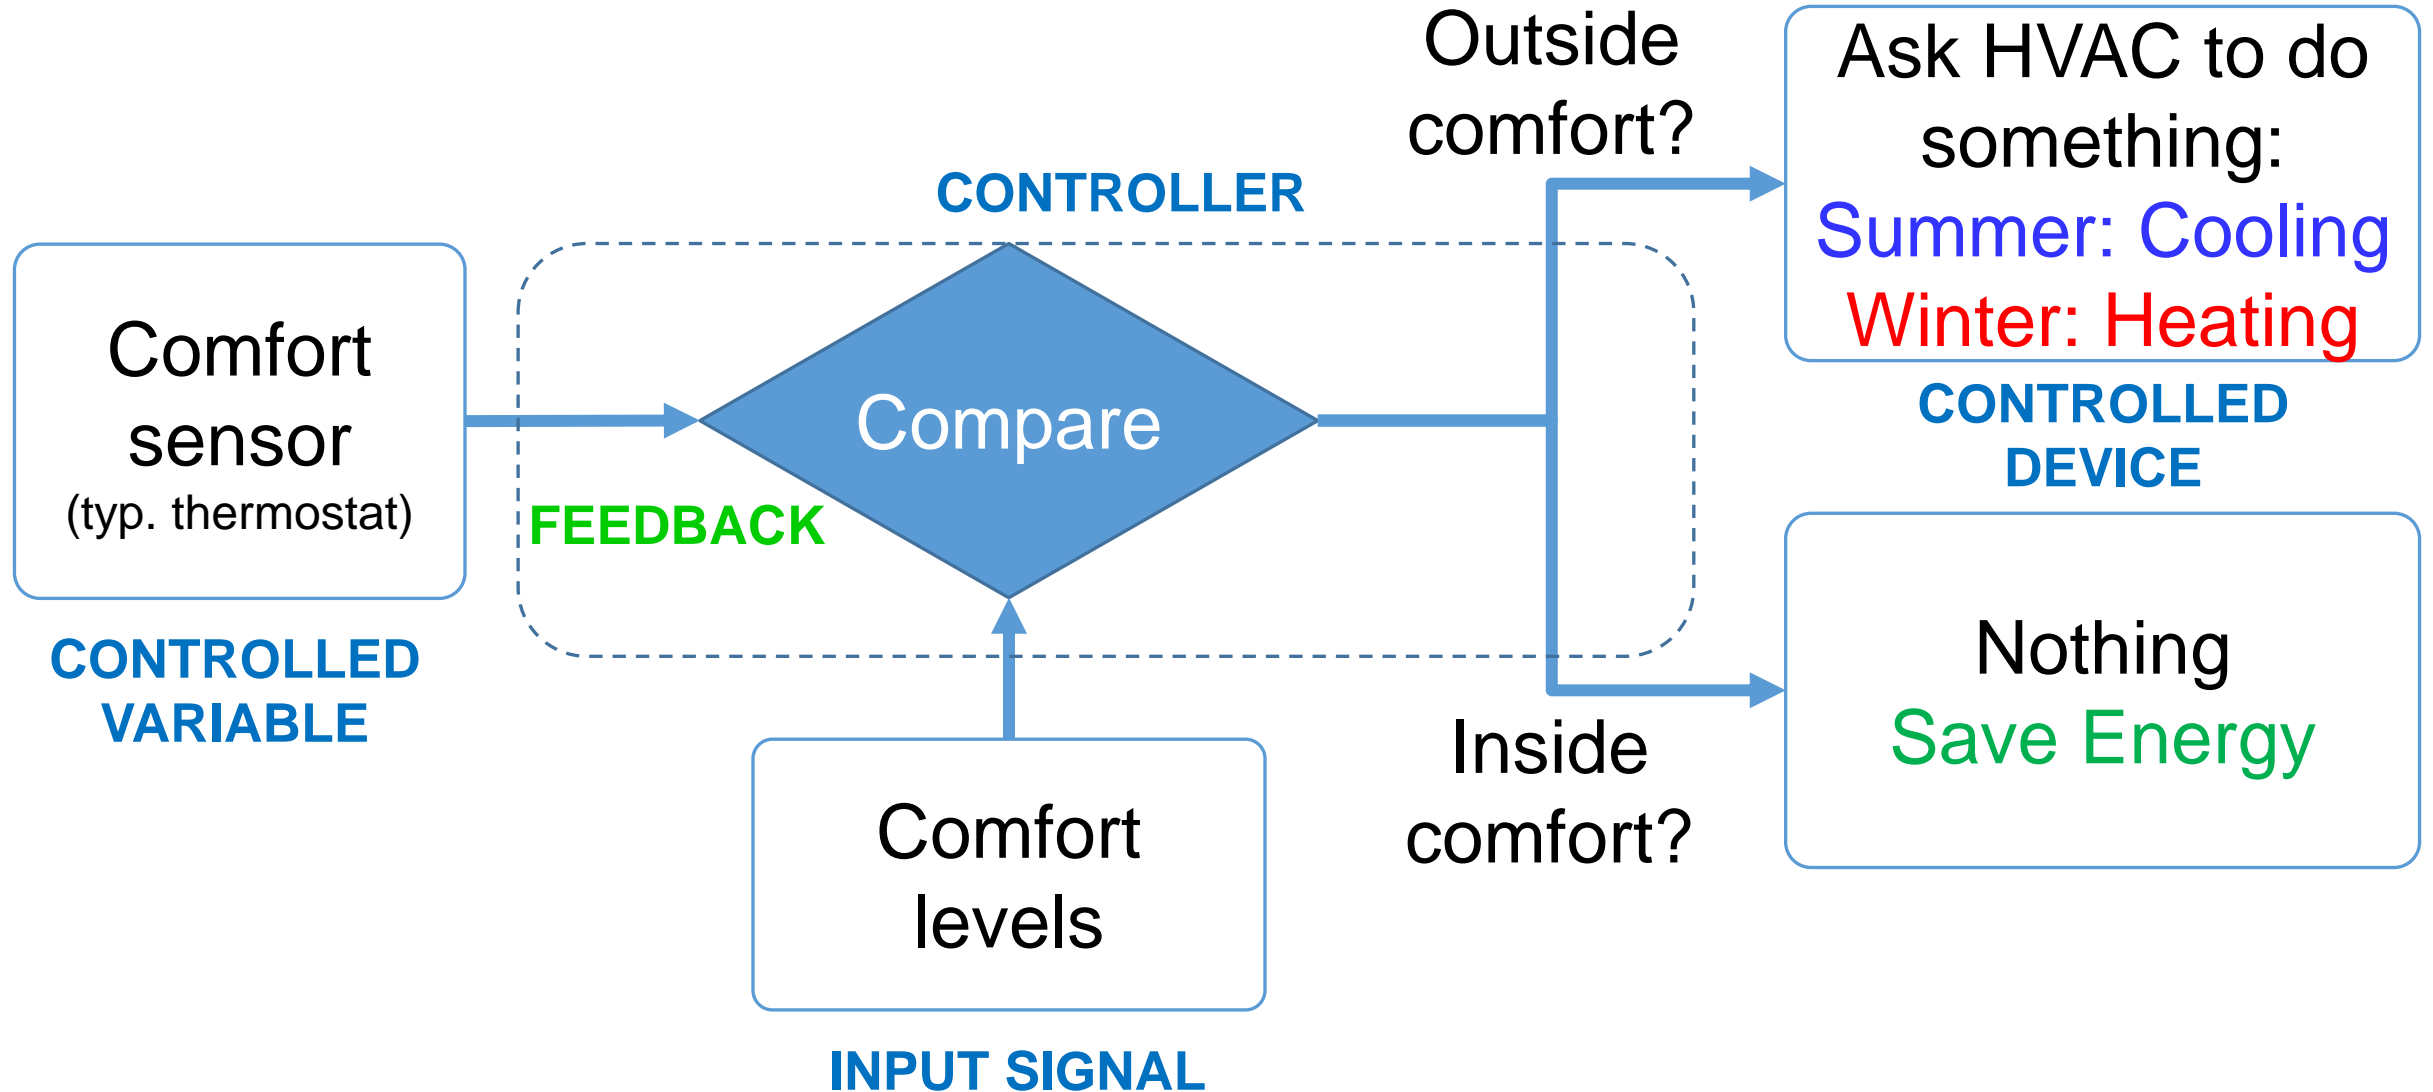 Comfort
sensor
(typ. thermostat)
CONTROLLED
VARIABLE
CONTROLLER
Compare
FEEDBACK
Comfort
levels
INPUT SIGNAL
Outside
comfort?
Ask HVAC to do
something:
Summer: Cooling
Winter: Heating
CONTROLLED
DEVICE
Inside
comfort?
Nothing
Save Energy